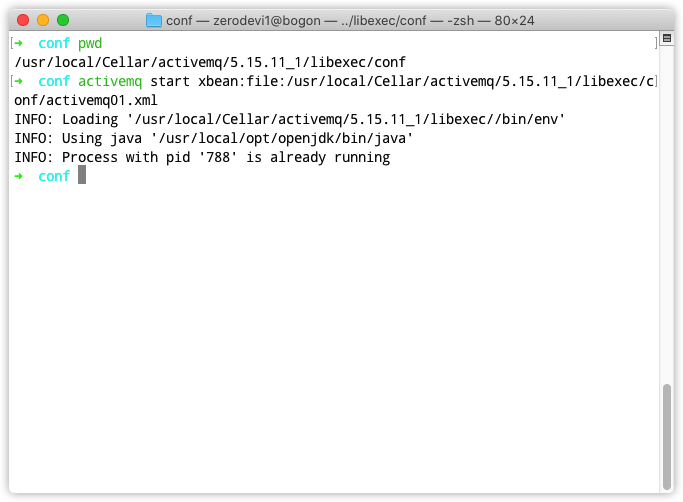 conf — zerodevi1@bogon — ../libexec/conf — -zsh — 80×24
[➜  conf pwd ]
/usr/local/Cellar/activemq/5.15.11_1/libexec/conf
[➜  conf activemq start xbean:file:/usr/local/Cellar/activemq/5.15.11_1/libexec/c]
onf/activemq01.xml
INFO: Loading '/usr/local/Cellar/activemq/5.15.11_1/libexec//bin/env'
INFO: Using java '/usr/local/opt/openjdk/bin/java'
INFO: Process with pid '788' is already running
➜  conf